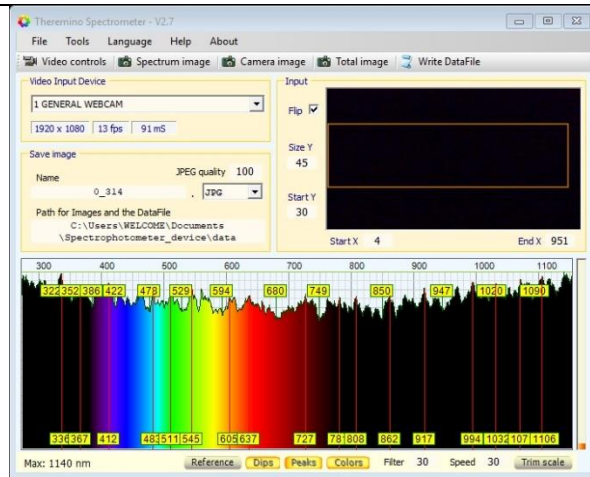 Theremino Spectrometer - V2.7
File Tools Language Help About
Video controls Spectrum image Camera image Total image Write DataFile
Video Input Device
1 GENERAL WEBCAM
1920 x 1080 13 fps 91 mS
Save image
Name JPEG quality 100
0_314 . JPG
Path for Images and the DataFile
C:\Users\WELCOME\Documents
\Spectrophotometer_device\data
Input
Flip
Size Y
45
Start Y
30
Start X 4 End X 951
300 400 500 600 700 800 900 1000 1100
322 352 386 422 478 529 594 680 749 850 947 1020 1090
336 367 412 483 511 545 605 637 727 781 808 862 917 994 1032 107 1106
Max: 1140 nm Reference Dips Peaks Colors Filter 30 Speed 30 Trim scale